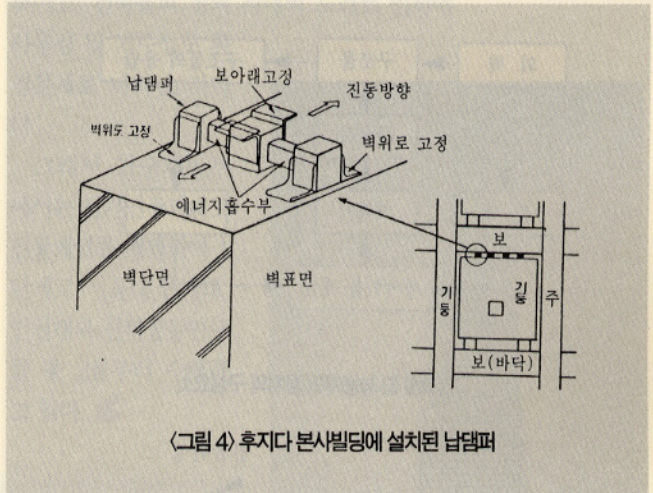 보아래고정
납댐퍼
진동방향
벽위로 고정
벽위로 고정
에너지흡수부
벽단면
벽표면
보
기둥
기둥
주
보(바닥)
〈그림 4〉 후지다 본사빌딩에 설치된 납댐퍼